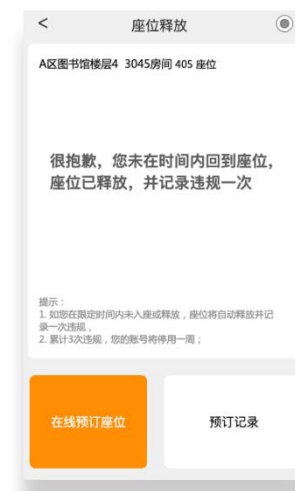 <
座位释放
A区图书馆楼层4 3045房间 405 座位
很抱歉，您未在时间内回到座位，
座位已释放，并记录违规一次
提示：
1. 如您在限定时间内未入座或释放，座位将自动释放并记
录一次违规，
2. 累计3次违规，您的账号将停用一周；
在线预订座位
预订记录